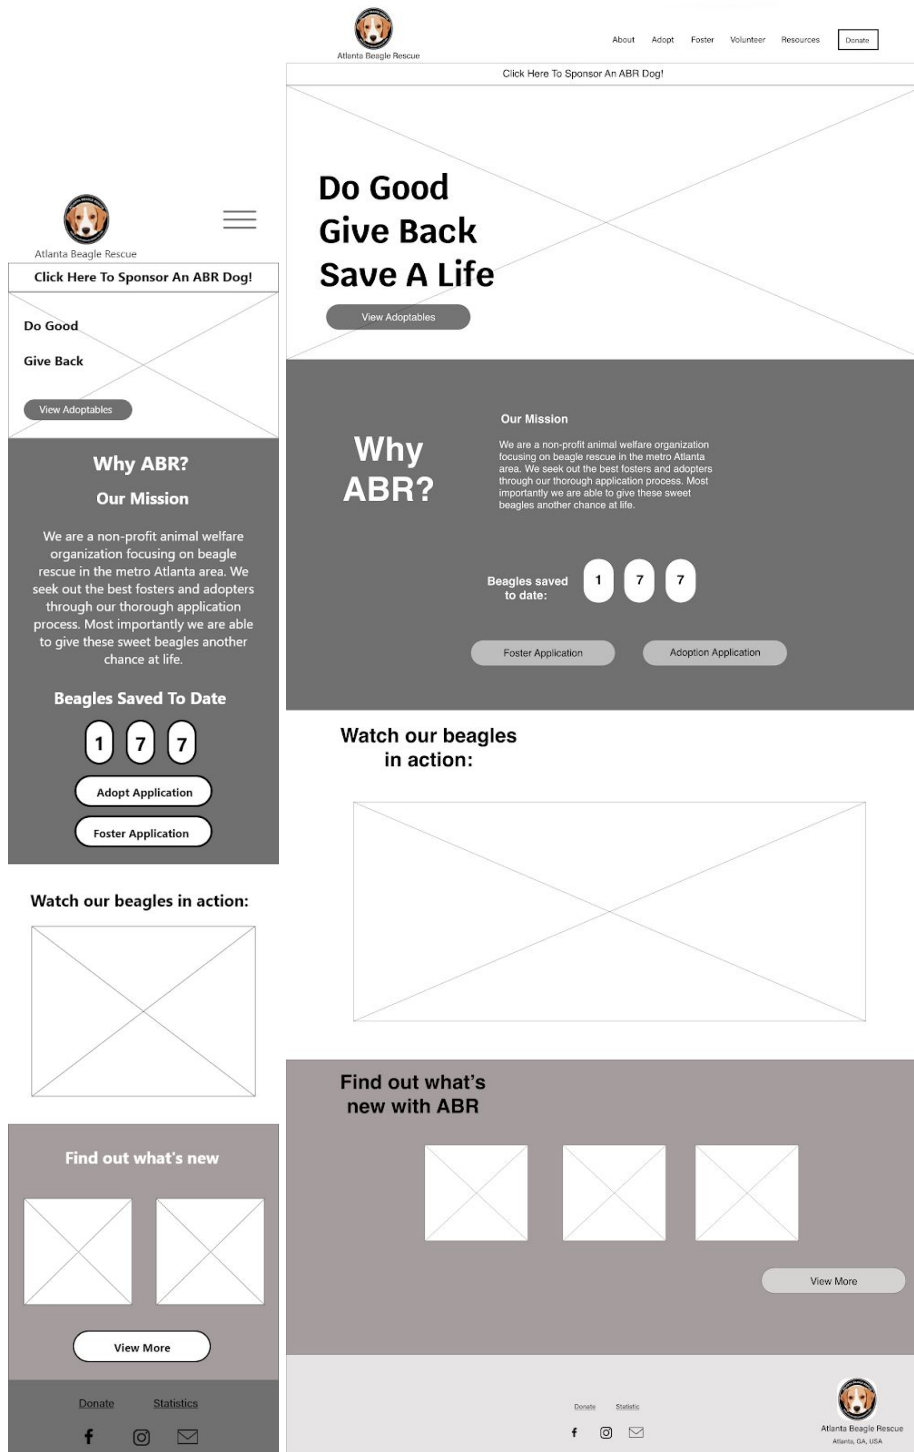 Atlanta Beagle Rescue
Click Here To Sponsor An ABR Dog!
Do Good
Give Back
View Adoptables
Why ABR?
Our Mission
We are a non-profit animal welfare
organization focusing on beagle
rescue in the metro Atlanta area. We
seek out the best fosters and adopters
through our thorough application
process. Most importantly we are able
to give these sweet beagles another
chance at life.
Beagles Saved To Date
1 7 7
Adopt Application
Foster Application
Watch our beagles in action:
Find out what's new
View More
Donate Statistics
Atlanta Beagle Rescue
About Adopt Foster Volunteer Resources Donate
Click Here To Sponsor An ABR Dog!
Do Good
Give Back
Save A Life
View Adoptables
Why
ABR?
Our Mission
We are a non-profit animal welfare organization
focusing on beagle rescue in the metro Atlanta
area. We seek out the best fosters and adopters
through our thorough application process. Most
importantly we are able to give these sweet
beagles another chance at life.
Beagles saved
to date:
1 7 7
Foster Application Adoption Application
Watch our beagles
in action:
Find out what's
new with ABR
View More
Donate Statistic
Atlanta Beagle Rescue
Atlanta, GA, USA